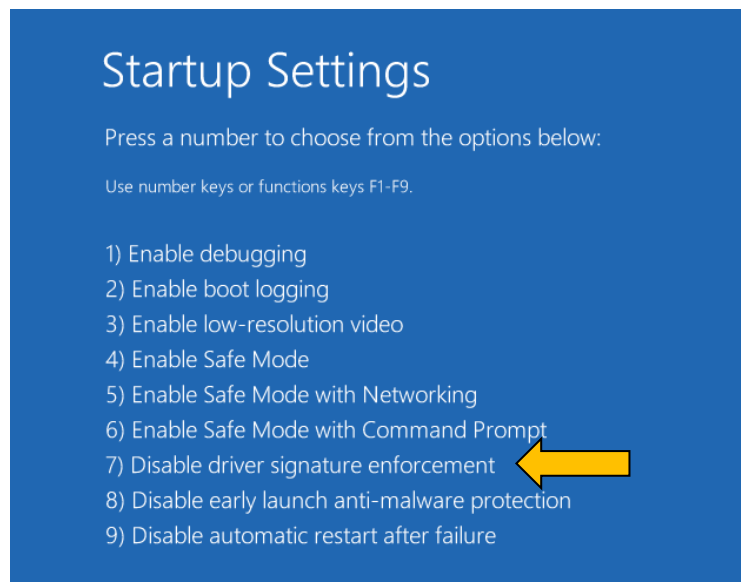 Startup Settings
Press a number to choose from the options below:
Use number keys or functions keys F1-F9.
1) Enable debugging
2) Enable boot logging
3) Enable low-resolution video
4) Enable Safe Mode
5) Enable Safe Mode with Networking
6) Enable Safe Mode with Command Prompt
7) Disable driver signature enforcement
8) Disable early launch anti-malware protection
9) Disable automatic restart after failure